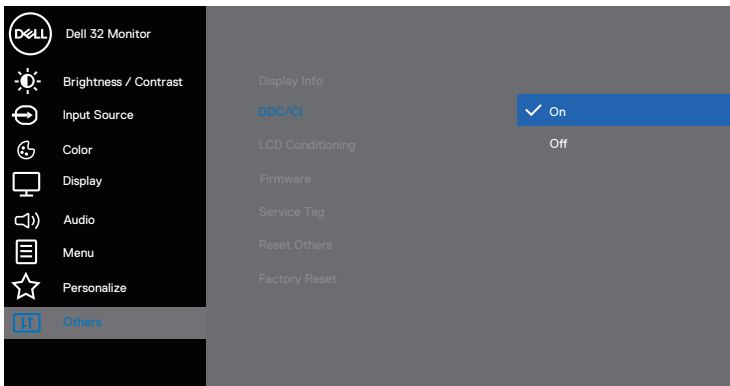 DELL
Dell 32 Monitor
Brightness / Contrast
Input Source
Color
Display
Audio
Menu
Personalize
Others
Display Info
DDC/CI
LCD Conditioning
Firmware
Service Tag
Reset Others
Factory Reset
On
Off